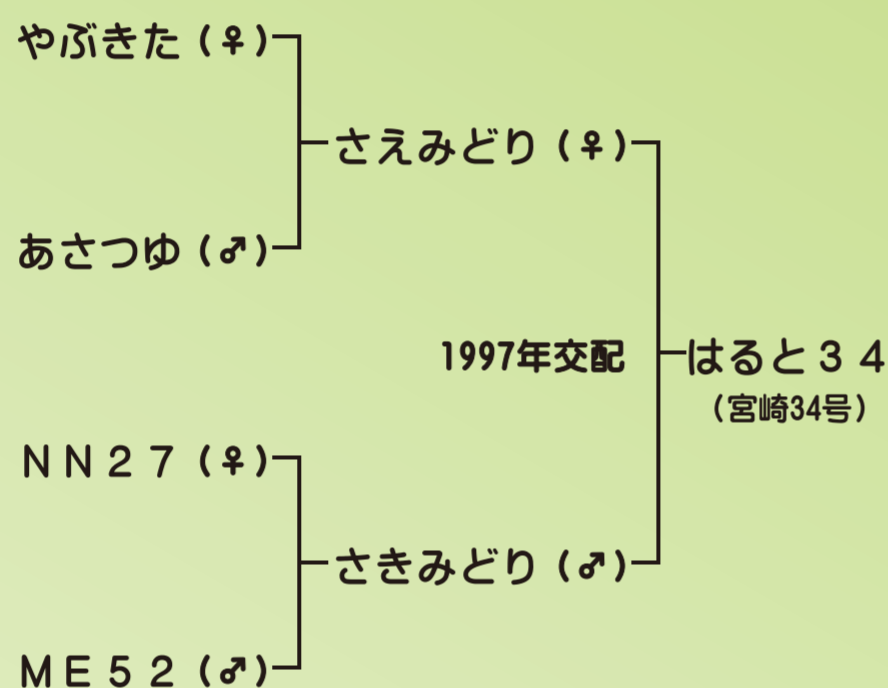 やぶきた（♀）
さえみどり（♀）
あさつゆ（♂）
1997年交配
はると３４
（宮崎34号）
ＮＮ２７（♀）
さきみどり（♂）
ＭＥ５２（♂）